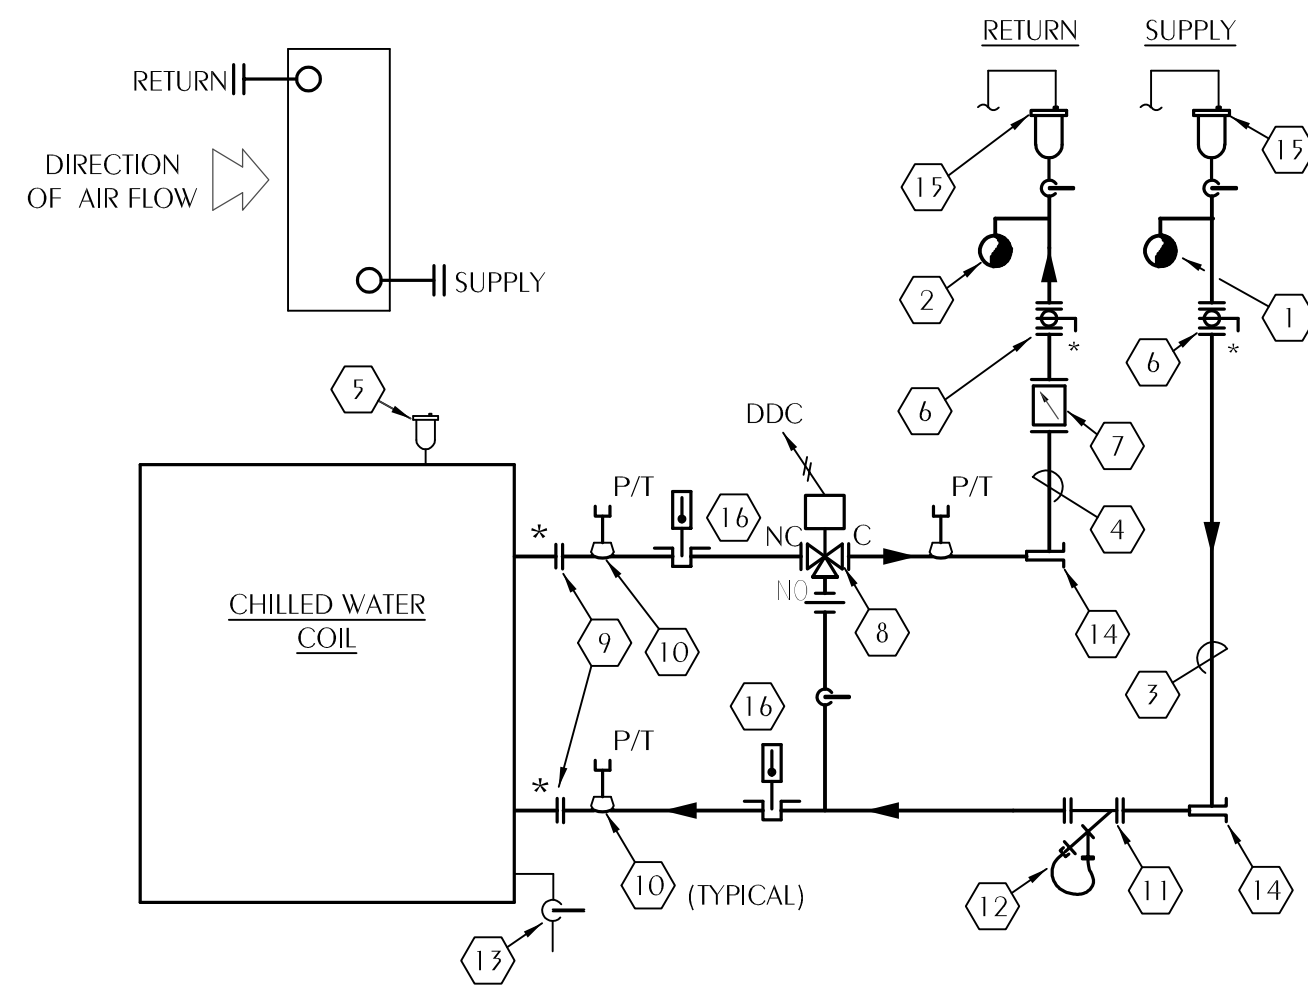 RETURN
SUPPLY
RETURN
DIRECTION
OF AIR FLOW
SUPPLY
15
15
2
1
*
*
6
6
5
DDC
7
P/T
16
P/T
4
*
NC
C
NO
CHILLED WATER
COIL
9
10
8
14
3
16
P/T
*
10
(TYPICAL)
12
11
14
13